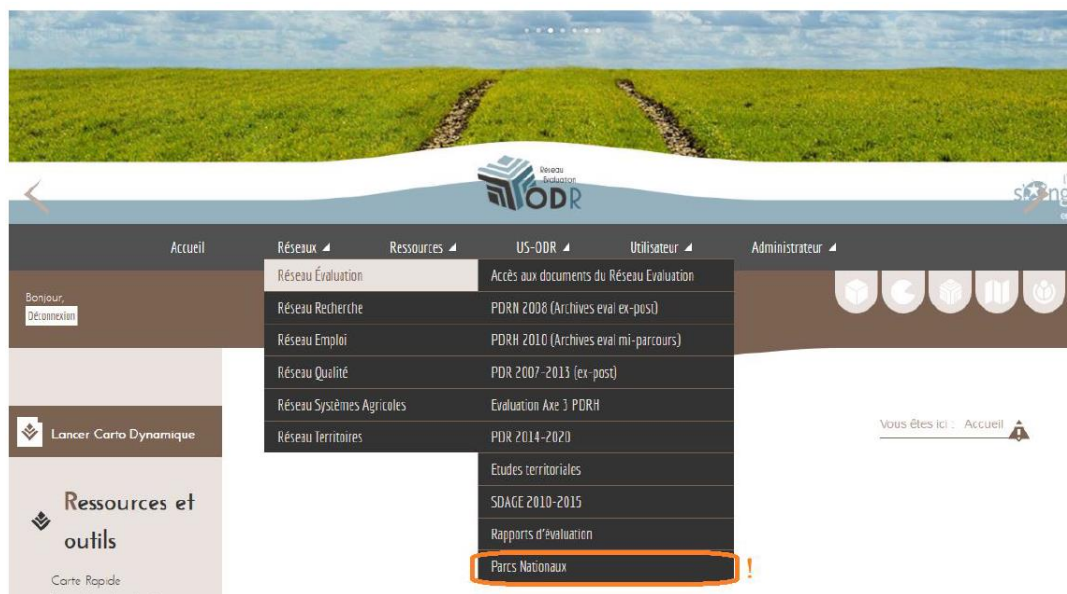 Réseau
Evaluation
ODR
Accueil Réseaux Ressources US-ODR Utilisateur Administrateur
Réseau Évaluation Accès aux documents du Réseau Evaluation
Bonjour,
Déconnexion
Réseau Recherche PDRN 2008 (Archives eval ex-post)
Réseau Emploi PDRH 2010 (Archives eval mi-parcours)
Réseau Qualité PDR 2007-2013 (ex-post)
Réseau Systèmes Agricoles Evaluation Axe 3 PDRH
Lancer Carto Dynamique Réseau Territoires PDR 2014-2020 Vous êtes ici : Accueil
Etudes territoriales
Ressources et
outils
SDAGE 2010-2015
Rapports d'évaluation
Parcs Nationaux !
Carte Rapide